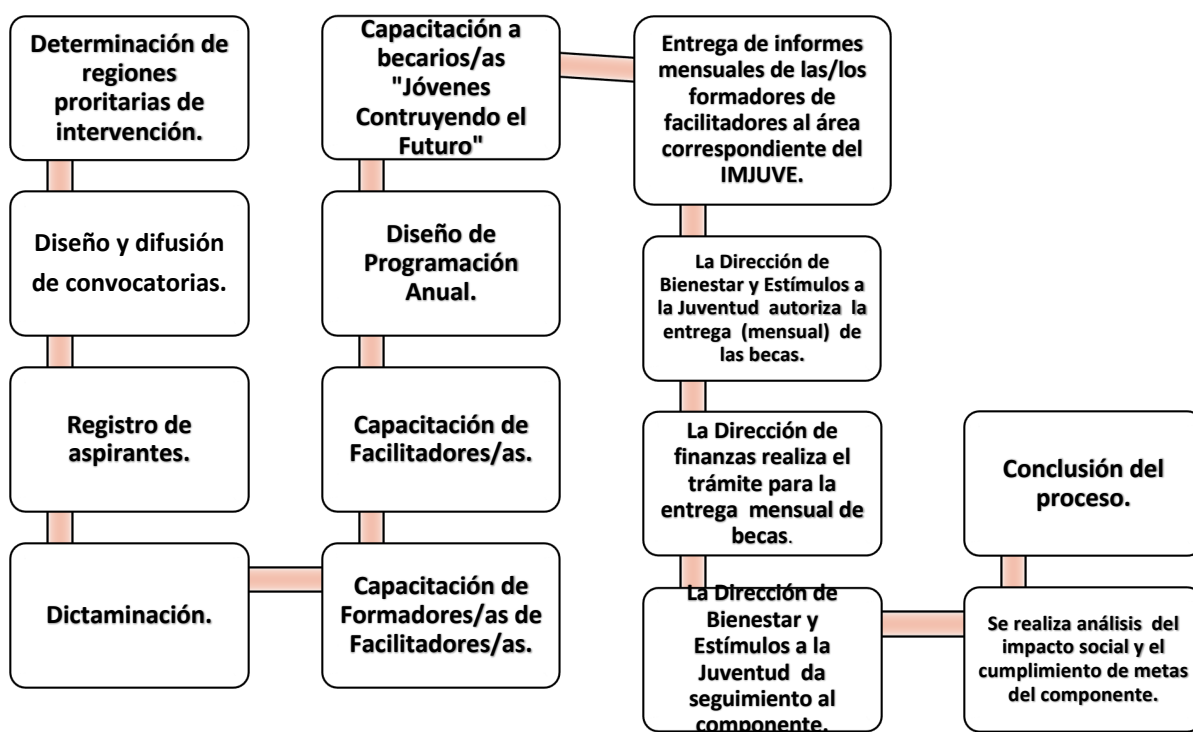 Determinación de
regiones
proritarias de
intervención.
Diseño y difusión
de convocatorias.
Registro de
aspirantes.
Dictaminación.
Capacitación de
Formadores/as de
Facilitadores/as.
Capacitación de
Facilitadores/as.
Diseño de
Programación
Anual.
Capacitación a
becarios/as
"Jóvenes
Contruyendo el
Futuro"
Entrega de informes
mensuales de las/los
formadores de
facilitadores al área
correspondiente del
IMJUVE.
La Dirección de
Bienestar y Estímulos a
la Juventud autoriza la
entrega (mensual) de
las becas.
La Dirección de
finanzas realiza el
trámite para la
entrega mensual de
becas.
La Dirección de
Bienestar y
Estímulos a la
Juventud da
seguimiento al
componente.
Se realiza análisis del
impacto social y el
cumplimiento de metas
del componente.
Conclusión del
proceso.